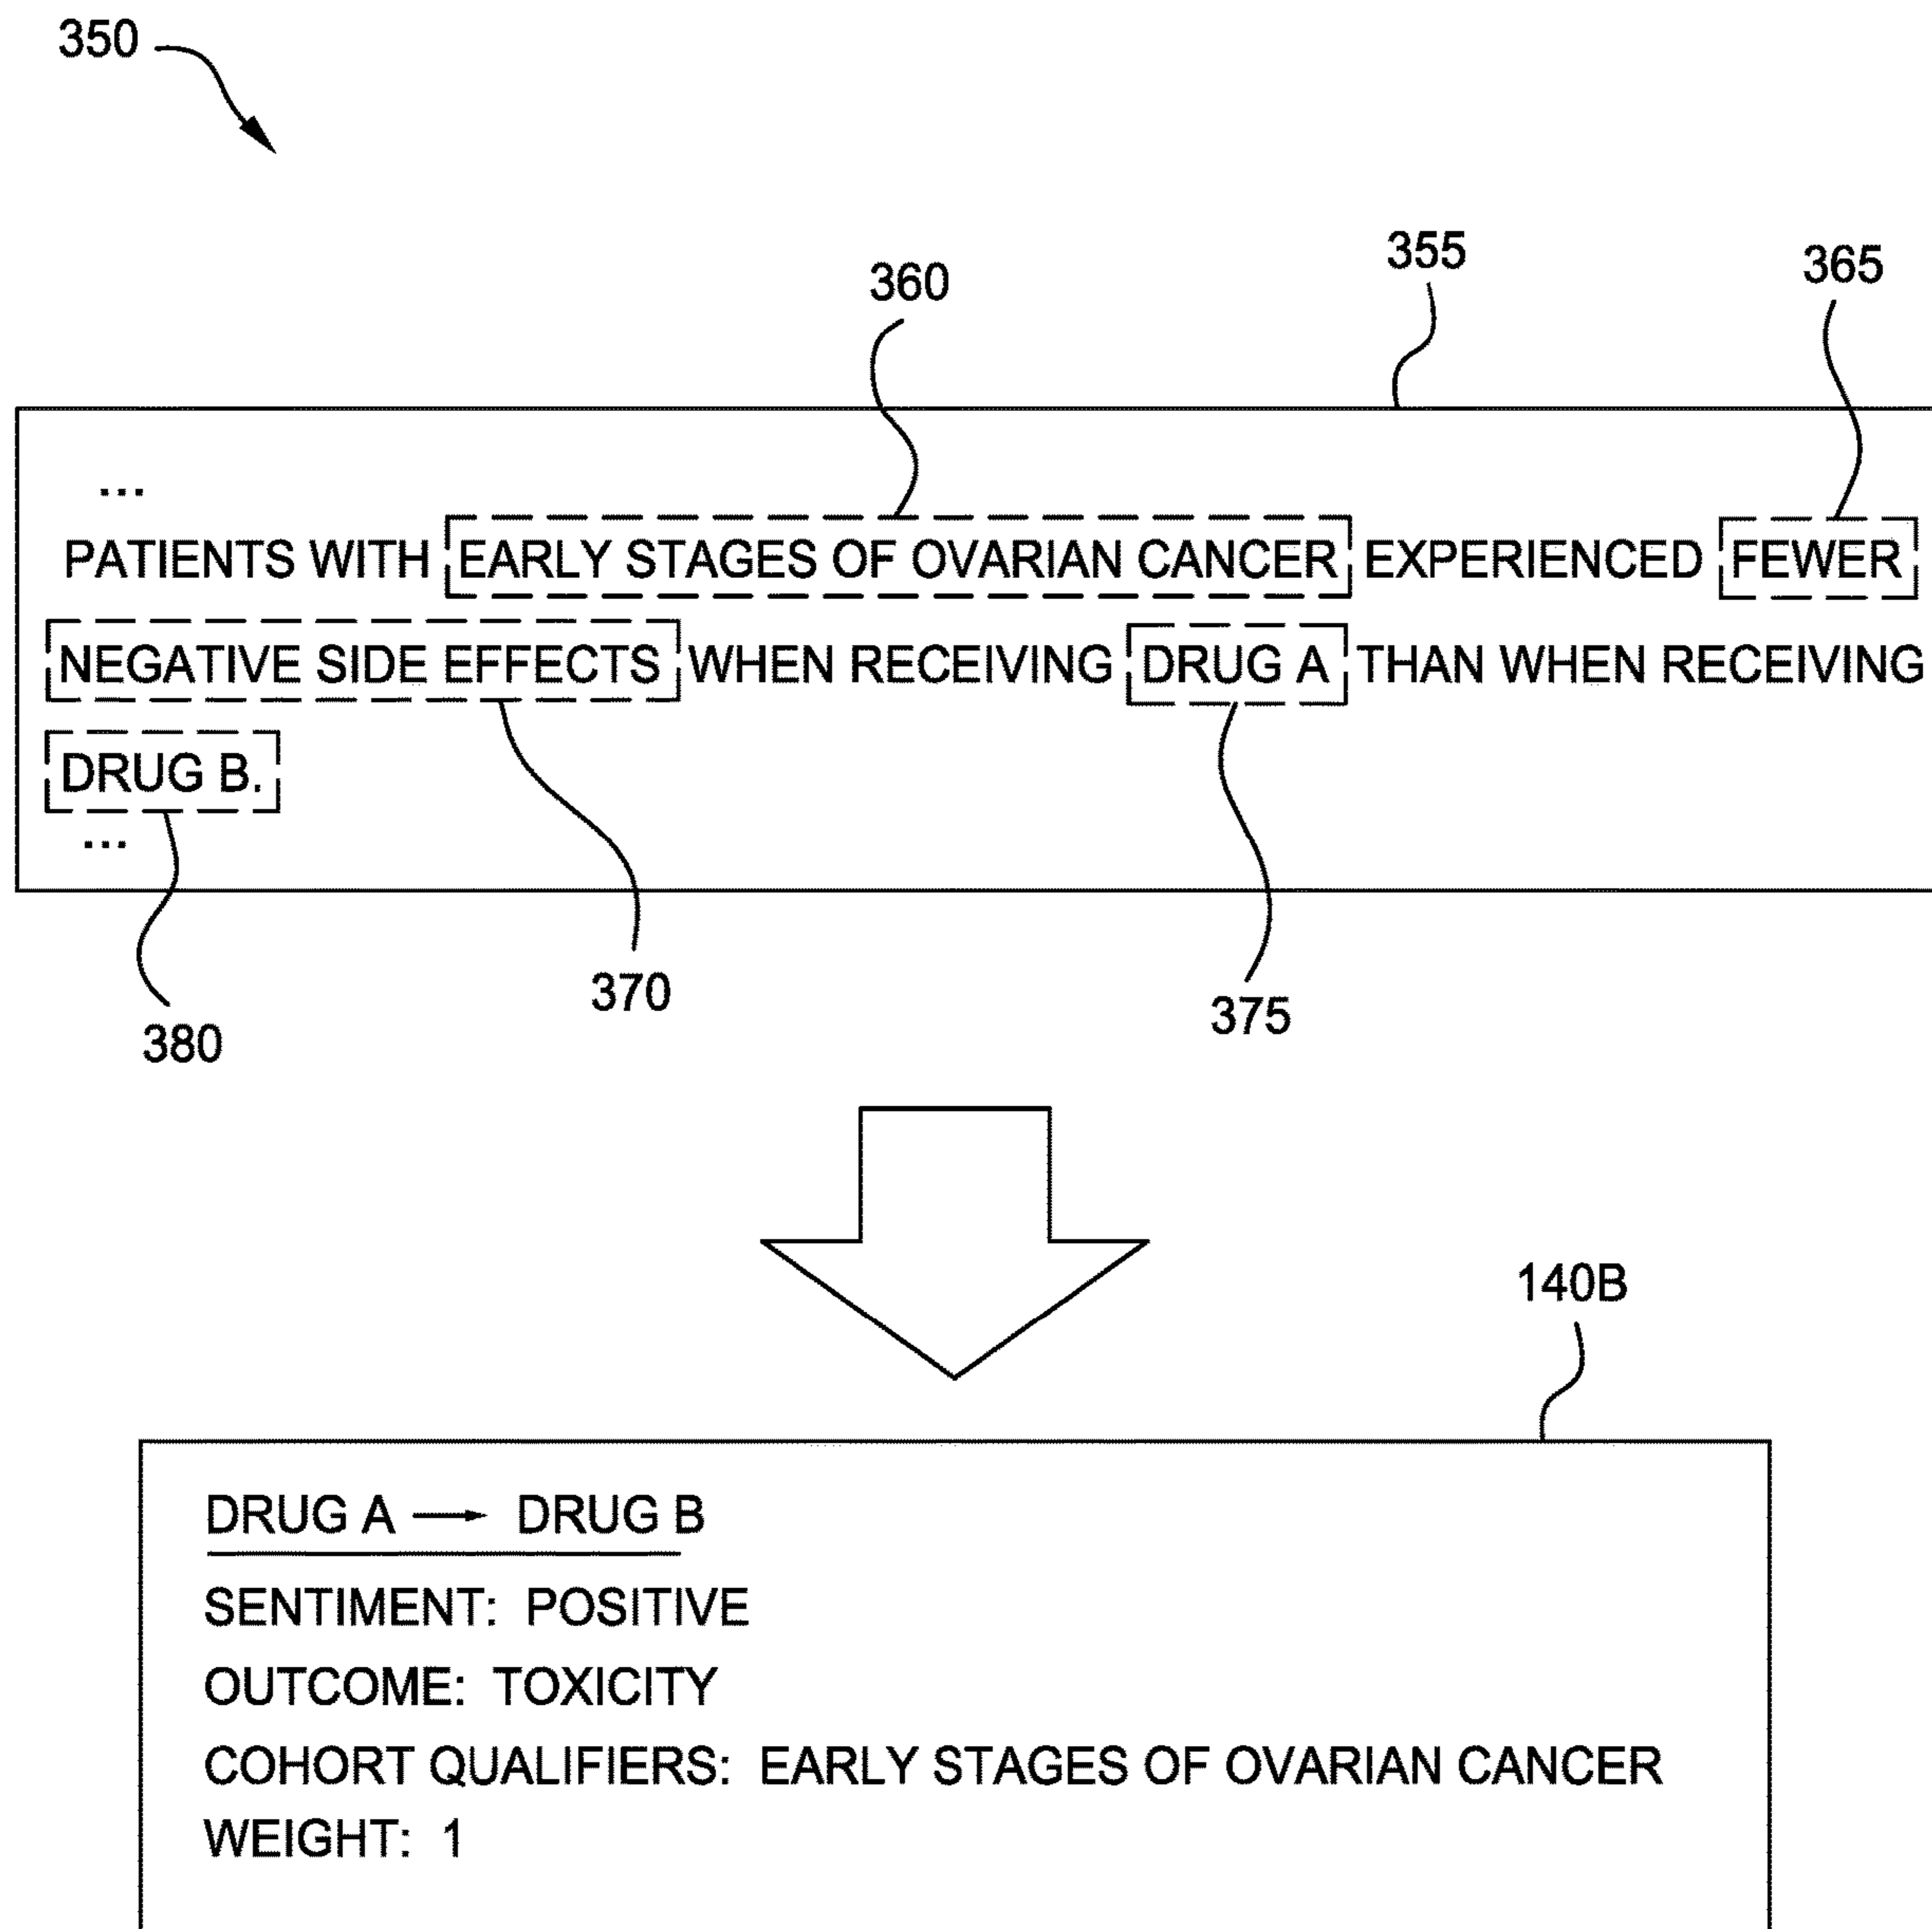 350
355
360
365
...
PATIENTS WITH EARLY STAGES OF OVARIAN CANCER EXPERIENCED FEWER
NEGATIVE SIDE EFFECTS WHEN RECEIVING DRUG A THAN WHEN RECEIVING
DRUG B.
...
370
375
380
140B
DRUG A → DRUG B
SENTIMENT: POSITIVE
OUTCOME: TOXICITY
COHORT QUALIFIERS: EARLY STAGES OF OVARIAN CANCER
WEIGHT: 1